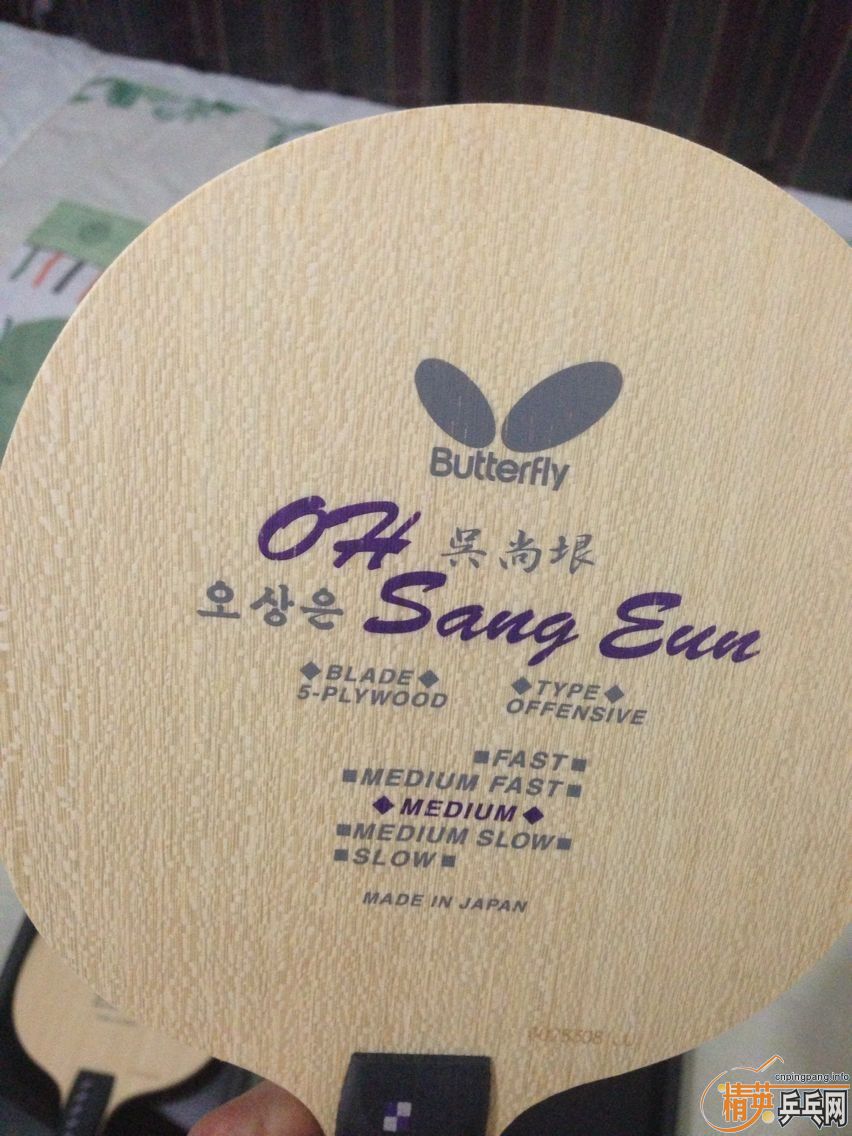 Butterfly
OH 吳尚垠
오상은 Sang Eun
◆BLADE◆
5-PLYWOOD
◆TYPE◆
OFFENSIVE
■FAST■
■MEDIUM FAST■
◆MEDIUM◆
■MEDIUM SLOW■
■SLOW■
MADE IN JAPAN
cnpingpang.info
精英乒乓网